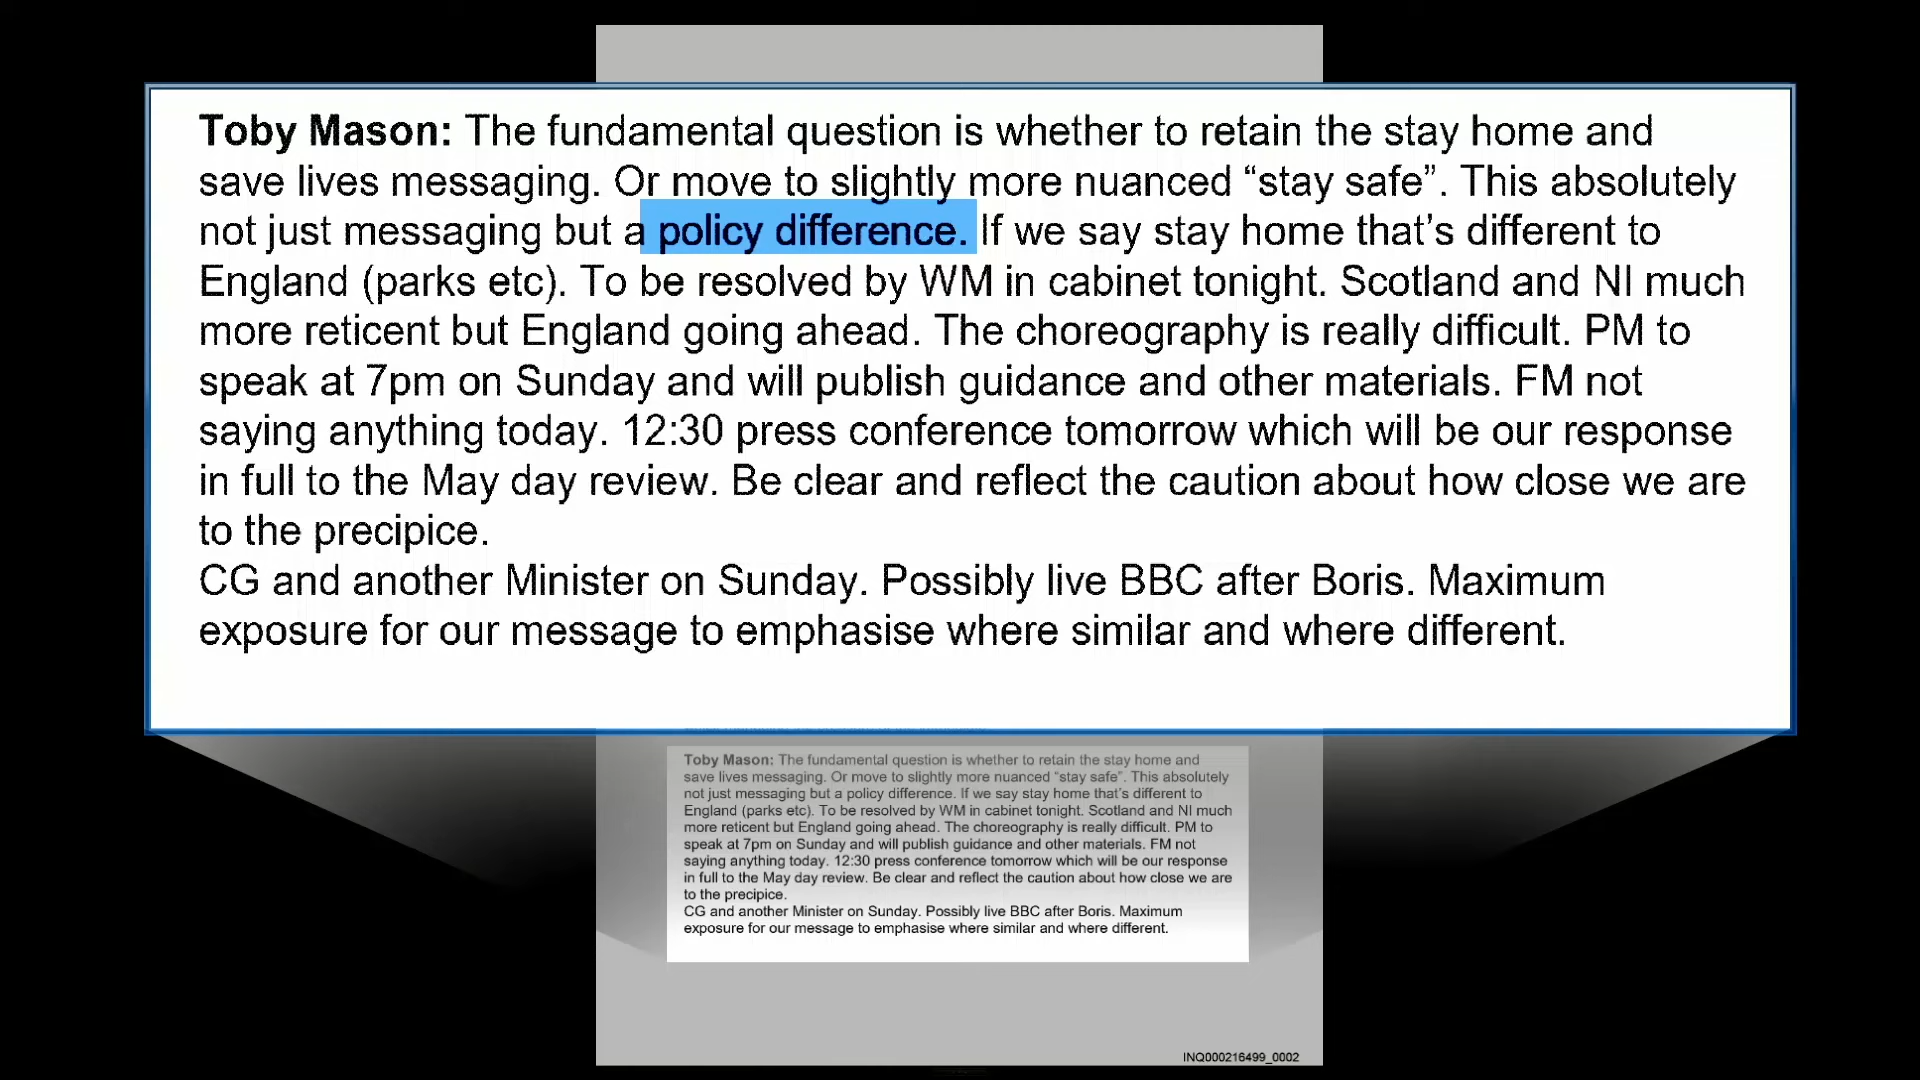 Toby Mason: The fundamental question is whether to retain the stay home and
save lives messaging. Or move to slightly more nuanced “stay safe”. This absolutely
not just messaging but a policy difference. If we say stay home that’s different to
England (parks etc). To be resolved by WM in cabinet tonight. Scotland and NI much
more reticent but England going ahead. The choreography is really difficult. PM to
speak at 7pm on Sunday and will publish guidance and other materials. FM not
saying anything today. 12:30 press conference tomorrow which will be our response
in full to the May day review. Be clear and reflect the caution about how close we are
to the precipice.
CG and another Minister on Sunday. Possibly live BBC after Boris. Maximum
exposure for our message to emphasise where similar and where different.
Toby Mason: The fundamental question is whether to retain the stay home and
save lives messaging. Or move to slightly more nuanced “stay safe”. This absolutely
not just messaging but a policy difference. If we say stay home that’s different to
England (parks etc). To be resolved by WM in cabinet tonight. Scotland and NI much
more reticent but England going ahead. The choreography is really difficult. PM to
speak at 7pm on Sunday and will publish guidance and other materials. FM not
saying anything today. 12:30 press conference tomorrow which will be our response
in full to the May day review. Be clear and reflect the caution about how close we are
to the precipice.
CG and another Minister on Sunday. Possibly live BBC after Boris. Maximum
exposure for our message to emphasise where similar and where different.
INQ000216499_0002